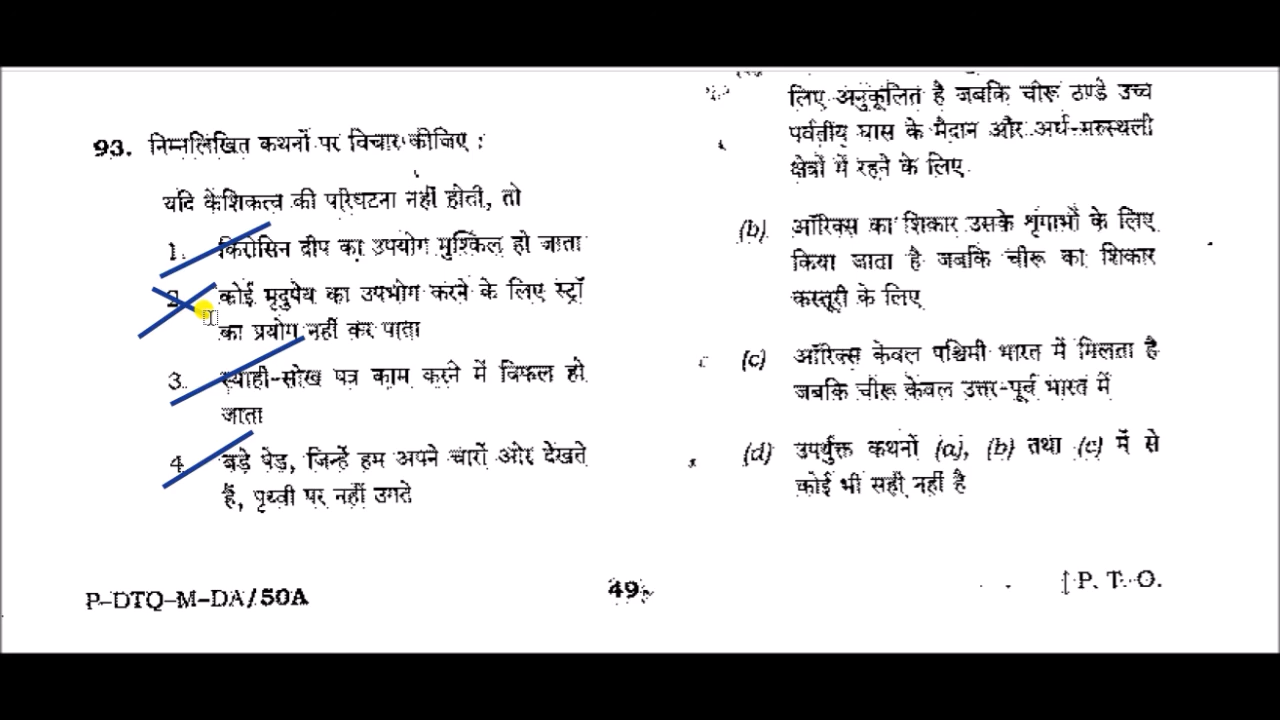 93. निम्नलिखित कथनों पर विचार कीजिए :
यदि केशिकत्व की परिघटना नहीं होती, तो
1. किरोसिन दीप का उपयोग मुश्किल हो जाता
2. कोई मृदुपेय का उपभोग करने के लिए स्ट्रॉ
का प्रयोग नहीं कर पाता
3. स्याही-सोख पत्र काम करने में विफल हो
जाता
4. बड़े पेड़, जिन्हें हम अपने चारों ओर देखते
हैं, पृथ्वी पर नहीं उगते
लिए अनुकूलित है जबकि चीरू ठण्डे उच्च
पर्वतीय घास के मैदान और अर्ध-मरुस्थली
क्षेत्रों में रहने के लिए
(b) ऑरिक्स का शिकार उसके शृंगाभों के लिए
किया जाता है जबकि चीरू का शिकार
कस्तूरी के लिए
(c) ऑरिक्स केवल पश्चिमी भारत में मिलता है
जबकि चीरू केवल उत्तर-पूर्व भारत में
(d) उपर्युक्त कथनों (a), (b) तथा (c) में से
कोई भी सही नहीं है
P–DTQ–M–DA/50A
49
[ P. T. O.